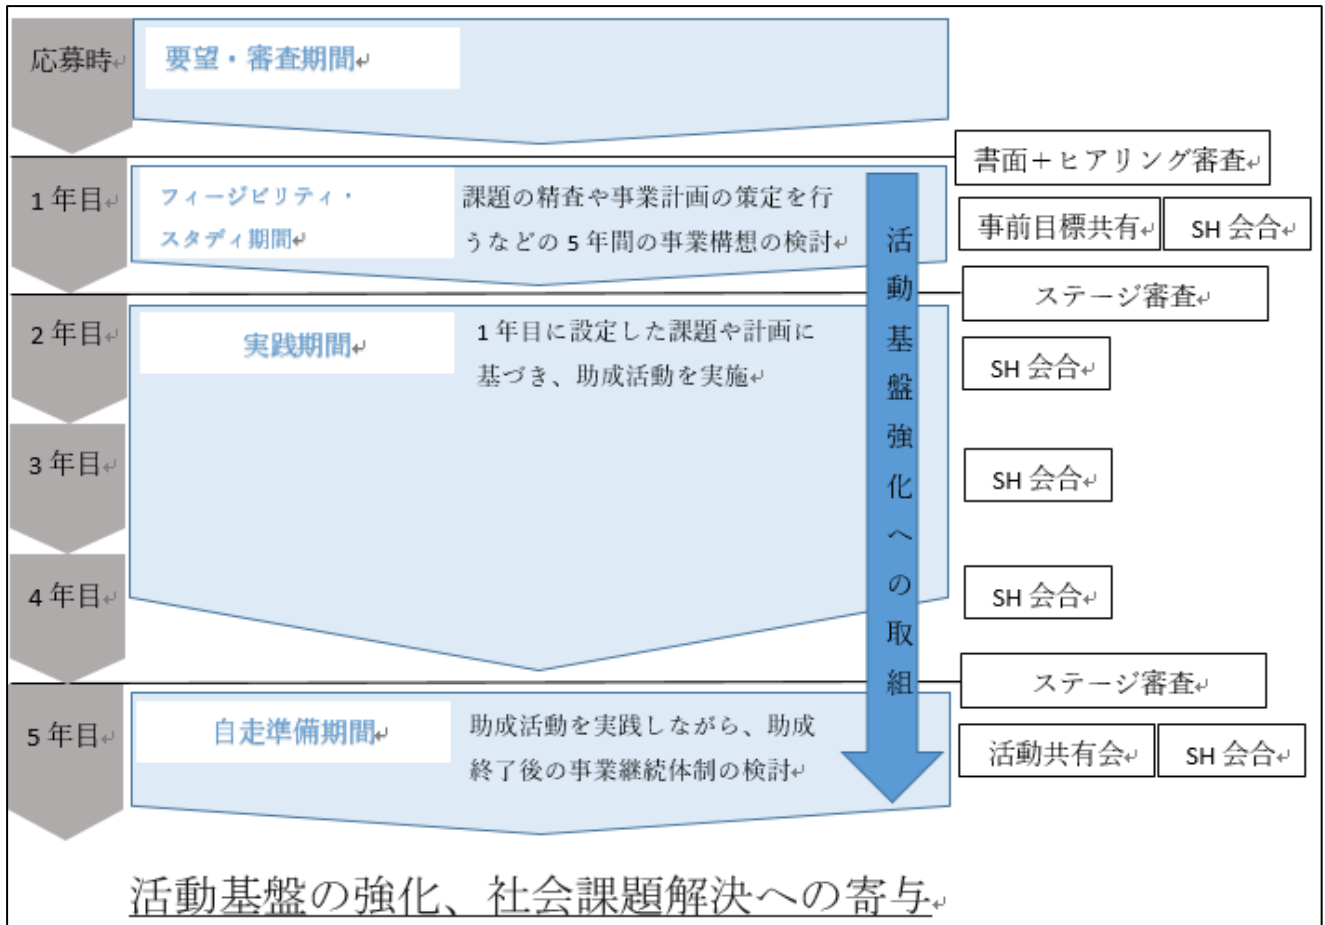 応募時
要望・審査期間
書面＋ヒアリング審査
1年目
フィージビリティ・
スタディ期間
課題の精査や事業計画の策定を行
うなどの5年間の事業構想の検討
事前目標共有
SH会合
ステージ審査
2年目
実践期間
1年目に設定した課題や計画に
基づき、助成活動を実施
SH会合
3年目
SH会合
4年目
SH会合
ステージ審査
5年目
自走準備期間
助成活動を実践しながら、助成
終了後の事業継続体制の検討
活動共有会
SH会合
活動基盤強化への取組
活動基盤の強化、社会課題解決への寄与